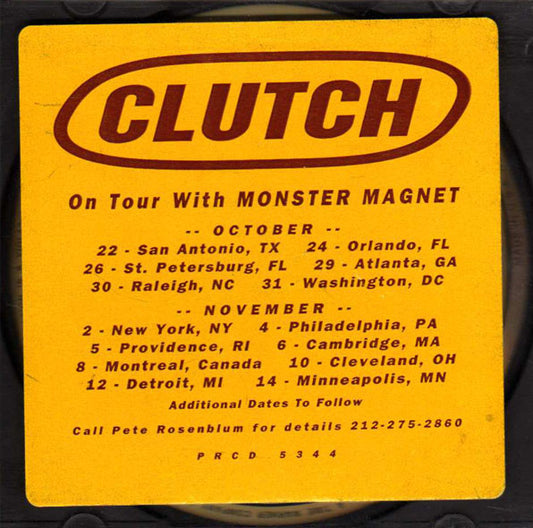 CLUTCH
On Tour With MONSTER MAGNET
-- OCTOBER --
22 - San Antonio, TX 24 - Orlando, FL
26 - St. Petersburg, FL 29 - Atlanta, GA
30 - Raleigh, NC 31 - Washington, DC
-- NOVEMBER --
2 - New York, NY 4 - Philadelphia, PA
5 - Providence, RI 6 - Cambridge, MA
8 - Montreal, Canada 10 - Cleveland, OH
12 - Detroit, MI 14 - Minneapolis, MN
Additional Dates To Follow
Call Pete Rosenblum for details 212-275-2860
PRCD 5344